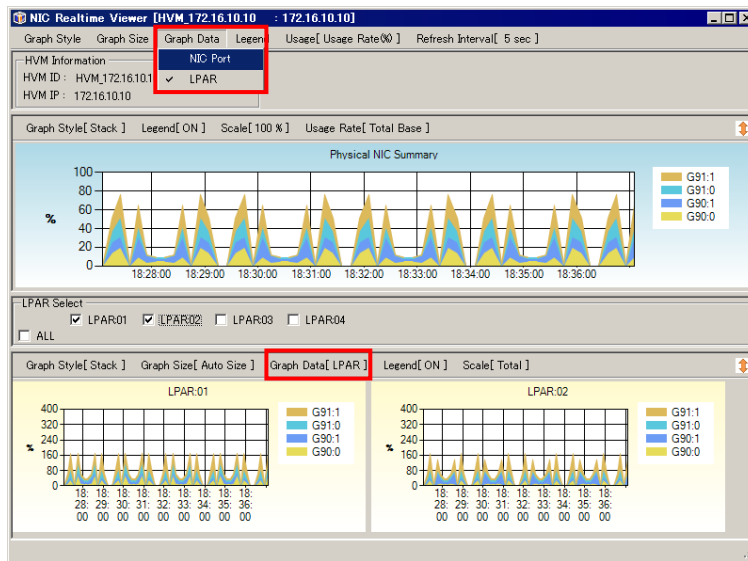 NIC Realtime Viewer [HVM_172.16.10.10 : 172.16.10.10]
Graph Style Graph Size Graph Data Legend Usage[ Usage Rate(%) ] Refresh Interval[ 5 sec ]
NIC Port
✓ LPAR
HVM Information
HVM ID : HVM_172.16.10.1
HVM IP : 172.16.10.10
Graph Style[ Stack ] Legend[ ON ] Scale[ 100 % ] Usage Rate[ Total Base ]
Physical NIC Summary
100
80
60
40
20
0
%
18:28:00 18:29:00 18:30:00 18:31:00 18:32:00 18:33:00 18:34:00 18:35:00 18:36:00
G91:1
G91:0
G90:1
G90:0
LPAR Select
LPAR:01 LPAR:02 LPAR:03 LPAR:04
ALL
Graph Style[ Stack ] Graph Size[ Auto Size ] Graph Data[ LPAR ] Legend[ ON ] Scale[ Total ]
LPAR:01
400
320
240
160
80
0
%
18: 18: 18: 18: 18: 18: 18: 18: 18:
28: 29: 30: 31: 32: 33: 34: 35: 36:
00 00 00 00 00 00 00 00 00
G91:1
G91:0
G90:1
G90:0
LPAR:02
400
320
240
160
80
0
%
18: 18: 18: 18: 18: 18: 18: 18: 18:
28: 29: 30: 31: 32: 33: 34: 35: 36:
00 00 00 00 00 00 00 00 00
G91:1
G91:0
G90:1
G90:0